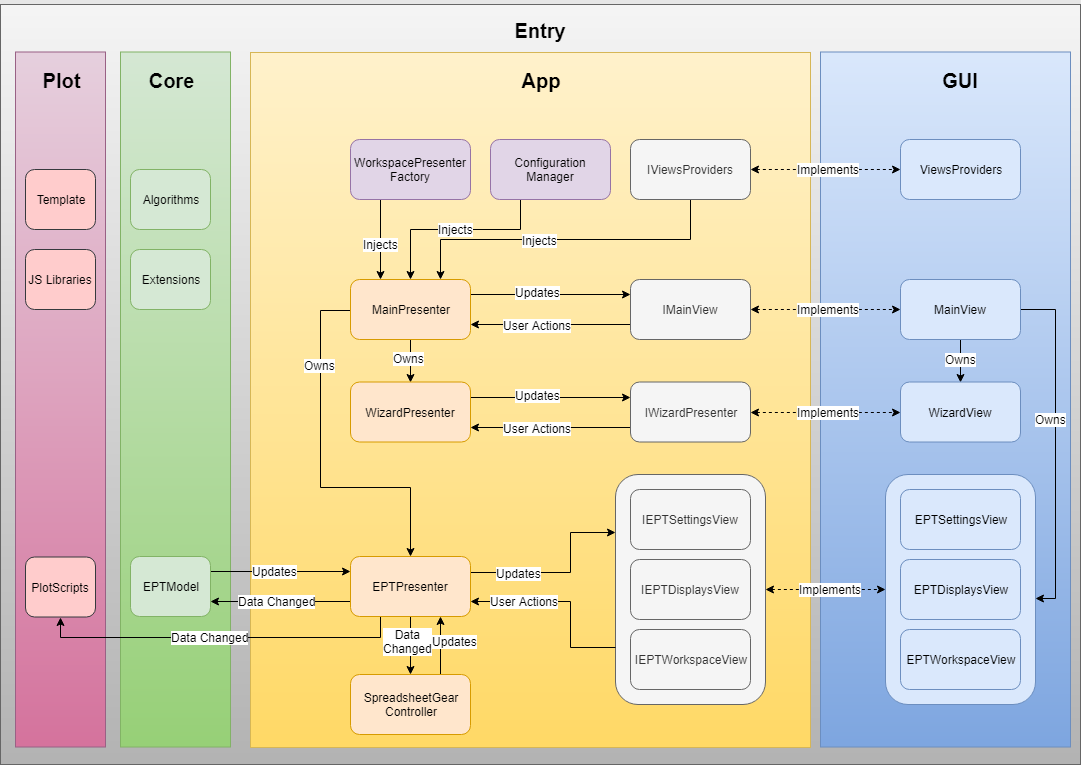 Entry
Plot
Core
App
GUI
WorkspacePresenter
Factory
Configuration
Manager
IViewsProviders
Implements
ViewsProviders
Template
Algorithms
Injects
Injects
Injects
JS Libraries
Extensions
MainPresenter
Updates
User Actions
IMainView
Implements
MainView
Owns
Owns
Owns
WizardPresenter
Updates
User Actions
IWizardPresenter
Implements
WizardView
Owns
IEPTSettingsView
EPTSettingsView
PlotScripts
EPTModel
Updates
Data Changed
EPTPresenter
Updates
User Actions
IEPTDisplaysView
Implements
EPTDisplaysView
Data Changed
Data
Changed
Updates
IEPTWorkspaceView
EPTWorkspaceView
SpreadsheetGear
Controller